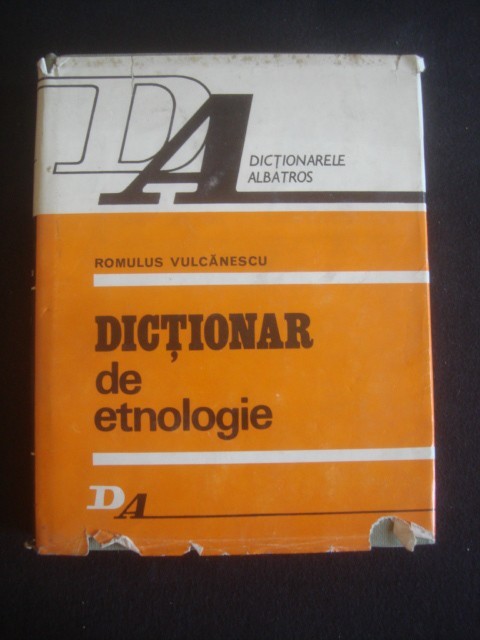 DA
DICȚIONARELE
ALBATROS
ROMULUS VULCĂNESCU
DICȚIONAR
de
etnologie
DA